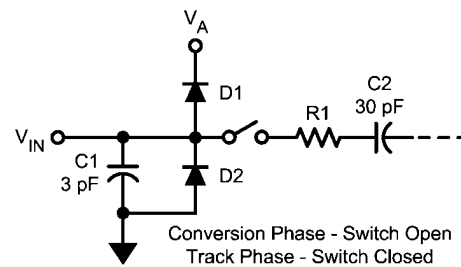 VA
D1
C2
30 pF
R1
VIN
C1
3 pF
D2
Conversion Phase - Switch Open
Track Phase - Switch Closed